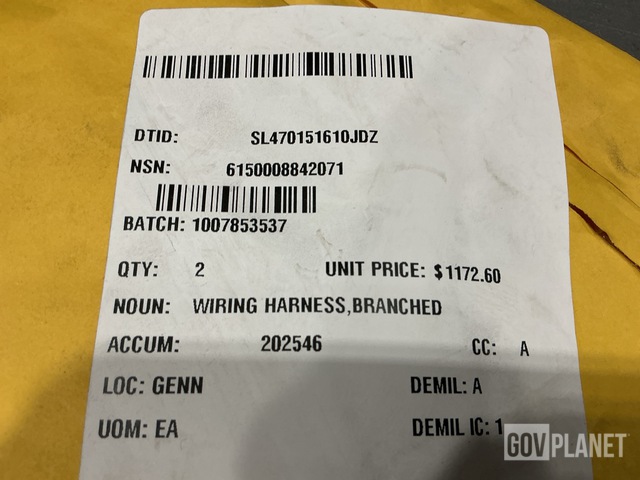 DTID: SL470151610JDZ
NSN: 6150008842071
BATCH: 1007853537
QTY: 2 UNIT PRICE: $1172.60
NOUN: WIRING HARNESS,BRANCHED
ACCUM: 202546 CC: A
LOC: GENN DEMIL: A
UOM: EA DEMIL IC: 1
GOVPLANET